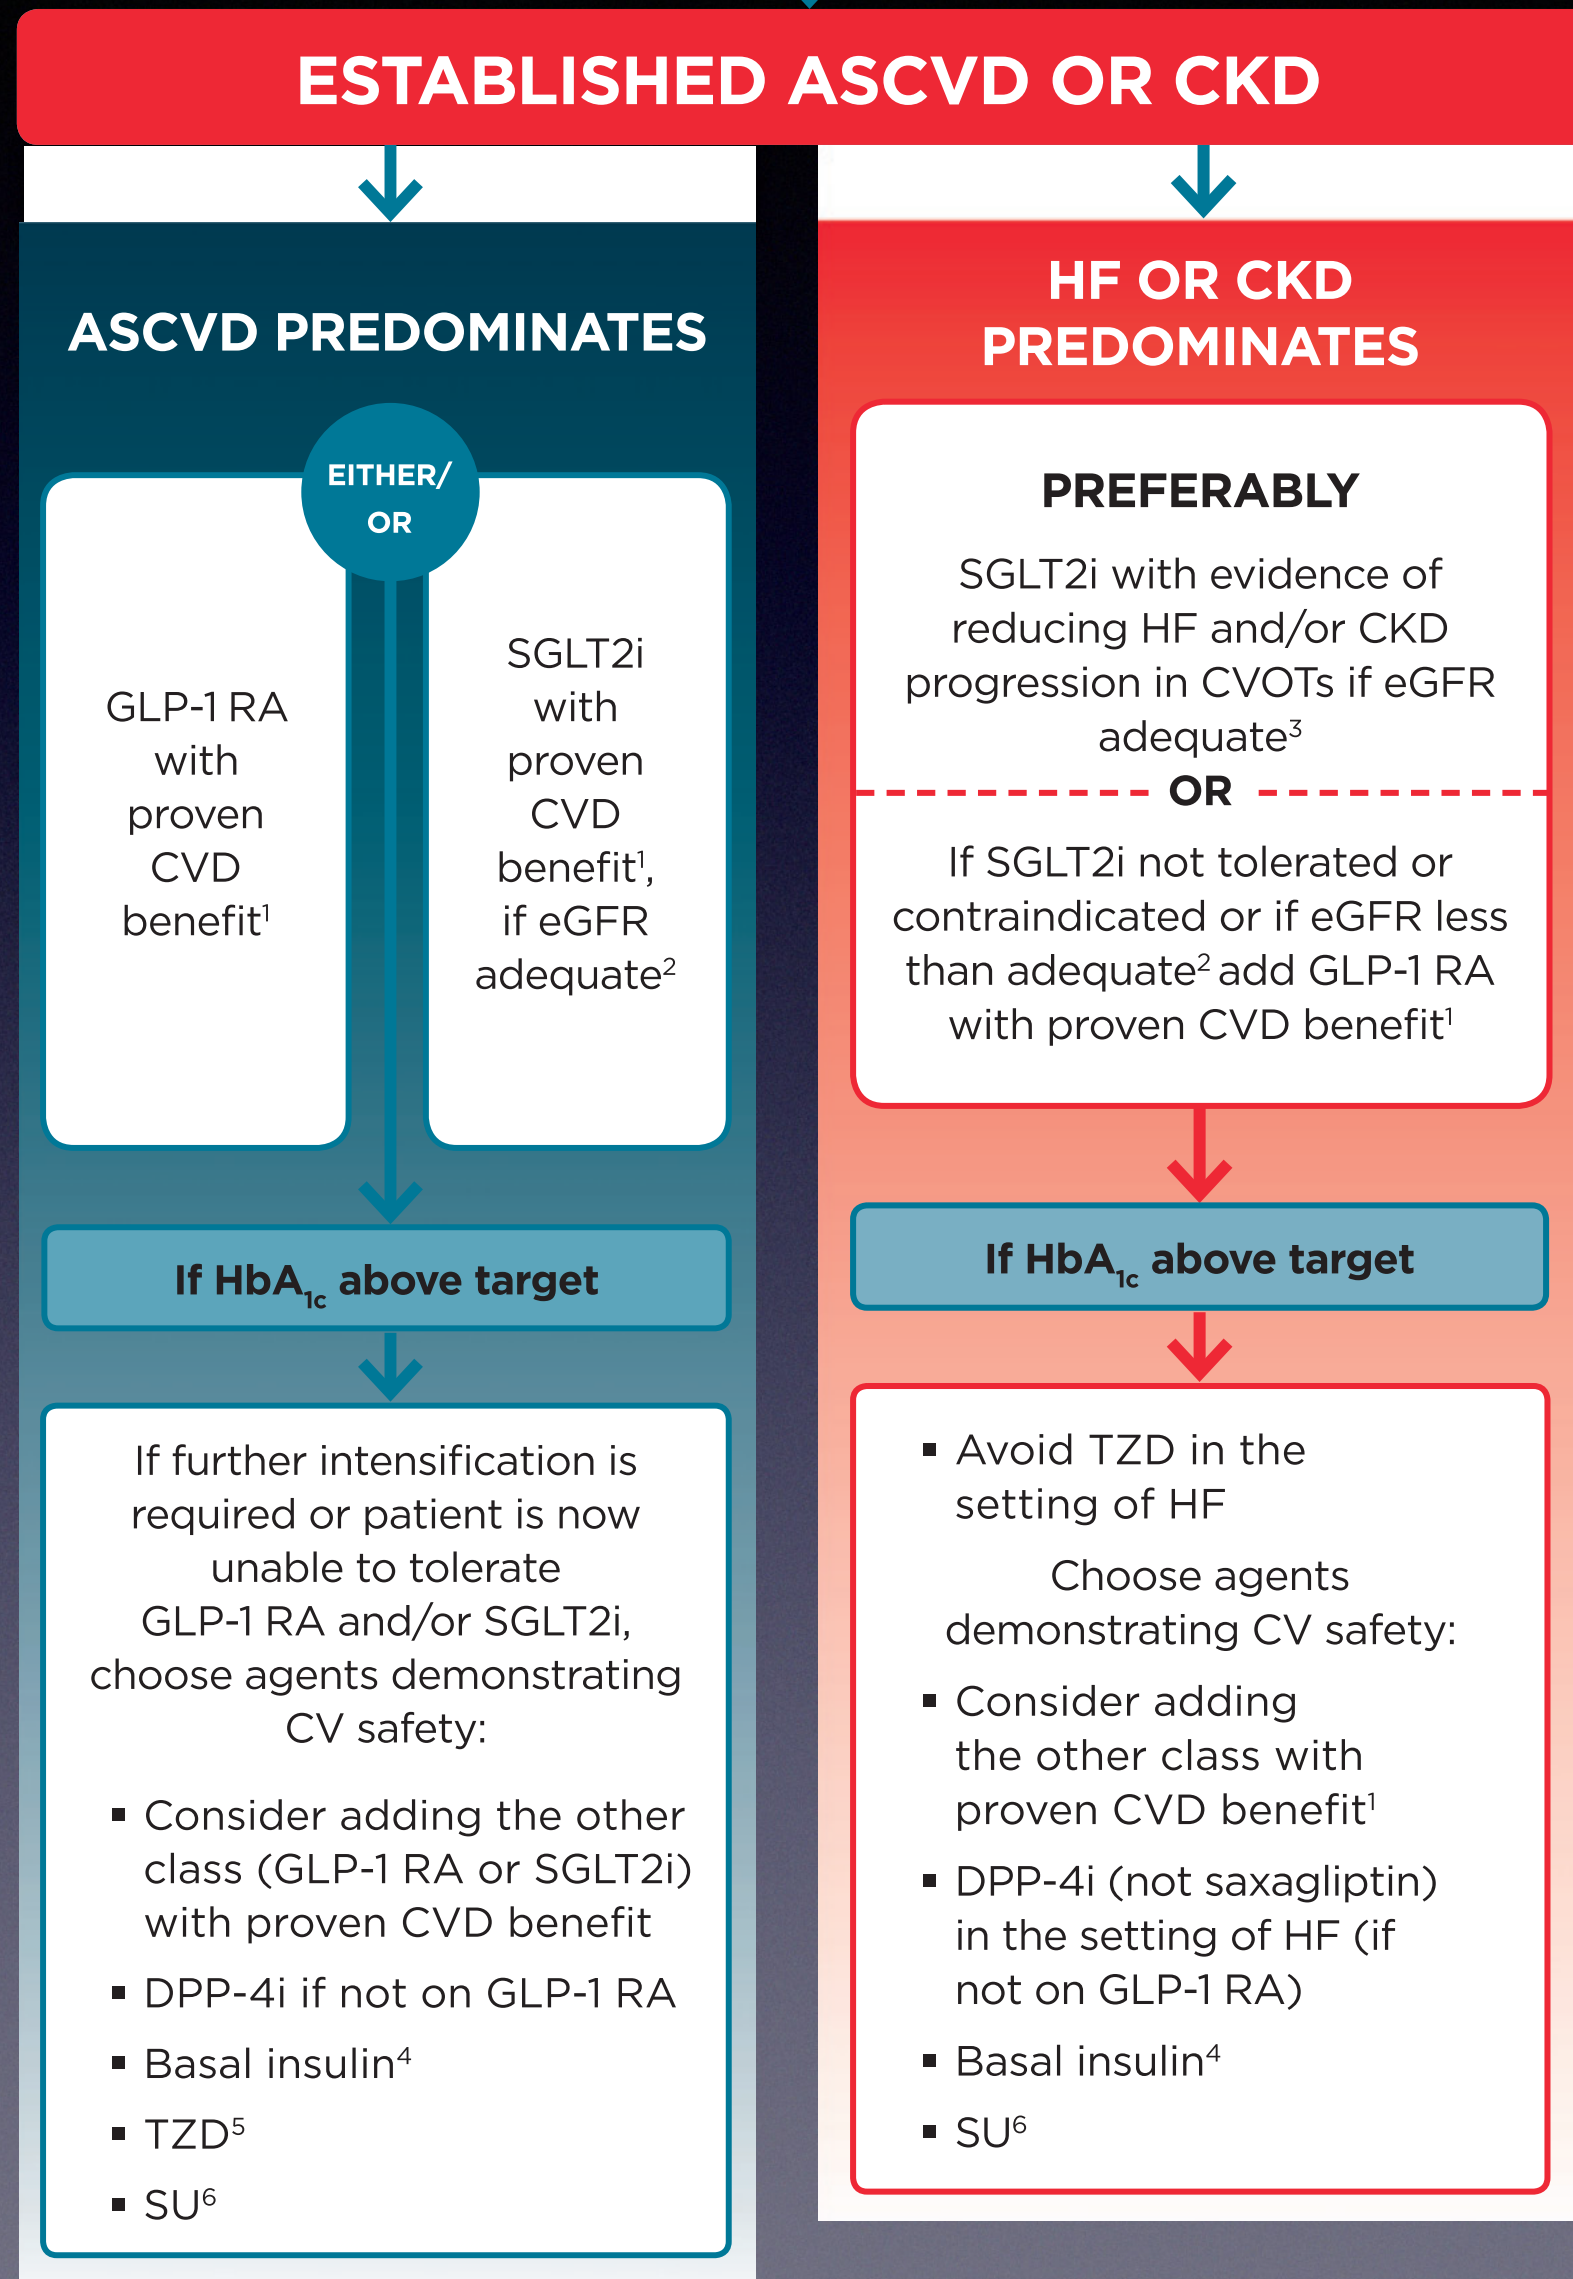 ESTABLISHED ASCVD OR CKD
ASCVD PREDOMINATES
EITHER/
OR
GLP-1 RA
with
proven
CVD
benefit¹
SGLT2i
with
proven
CVD
benefit¹,
if eGFR
adequate²
If HbA₁c above target
If further intensification is
required or patient is now
unable to tolerate
GLP-1 RA and/or SGLT2i,
choose agents demonstrating
CV safety:
▪ Consider adding the other
class (GLP-1 RA or SGLT2i)
with proven CVD benefit
▪ DPP-4i if not on GLP-1 RA
▪ Basal insulin⁴
▪ TZD⁵
▪ SU⁶
HF OR CKD
PREDOMINATES
PREFERABLY
SGLT2i with evidence of
reducing HF and/or CKD
progression in CVOTs if eGFR
adequate³
OR
If SGLT2i not tolerated or
contraindicated or if eGFR less
than adequate² add GLP-1 RA
with proven CVD benefit¹
If HbA₁c above target
▪ Avoid TZD in the
setting of HF
Choose agents
demonstrating CV safety:
▪ Consider adding
the other class with
proven CVD benefit¹
▪ DPP-4i (not saxagliptin)
in the setting of HF (if
not on GLP-1 RA)
▪ Basal insulin⁴
▪ SU⁶